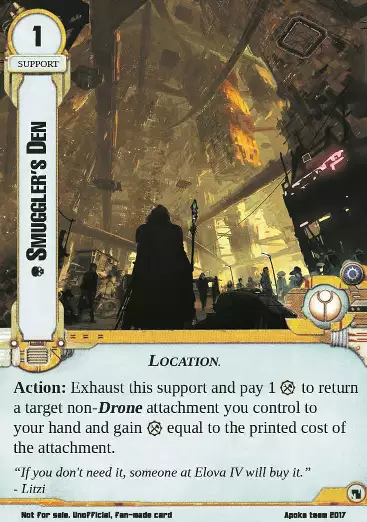 1
SUPPORT
SMUGGLER'S DEN
LOCATION.
Action: Exhaust this support and pay 1 to return
a target non-Drone attachment you control to
your hand and gain equal to the printed cost of
the attachment.
“If you don't need it, someone at Elova IV will buy it.”
- Litzi
Not for sale. Unofficial, Fan-made card
Apoka team 2017